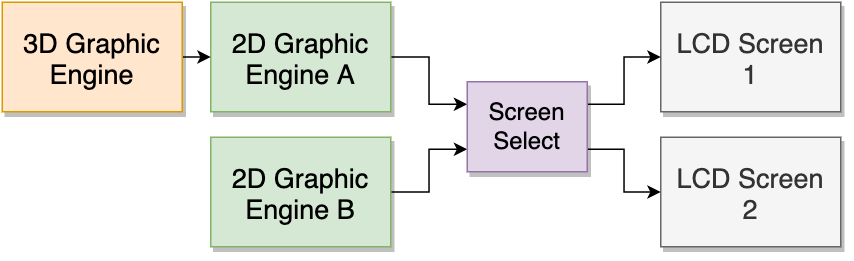 3D Graphic
Engine
2D Graphic
Engine A
2D Graphic
Engine B
Screen
Select
LCD Screen
1
LCD Screen
2